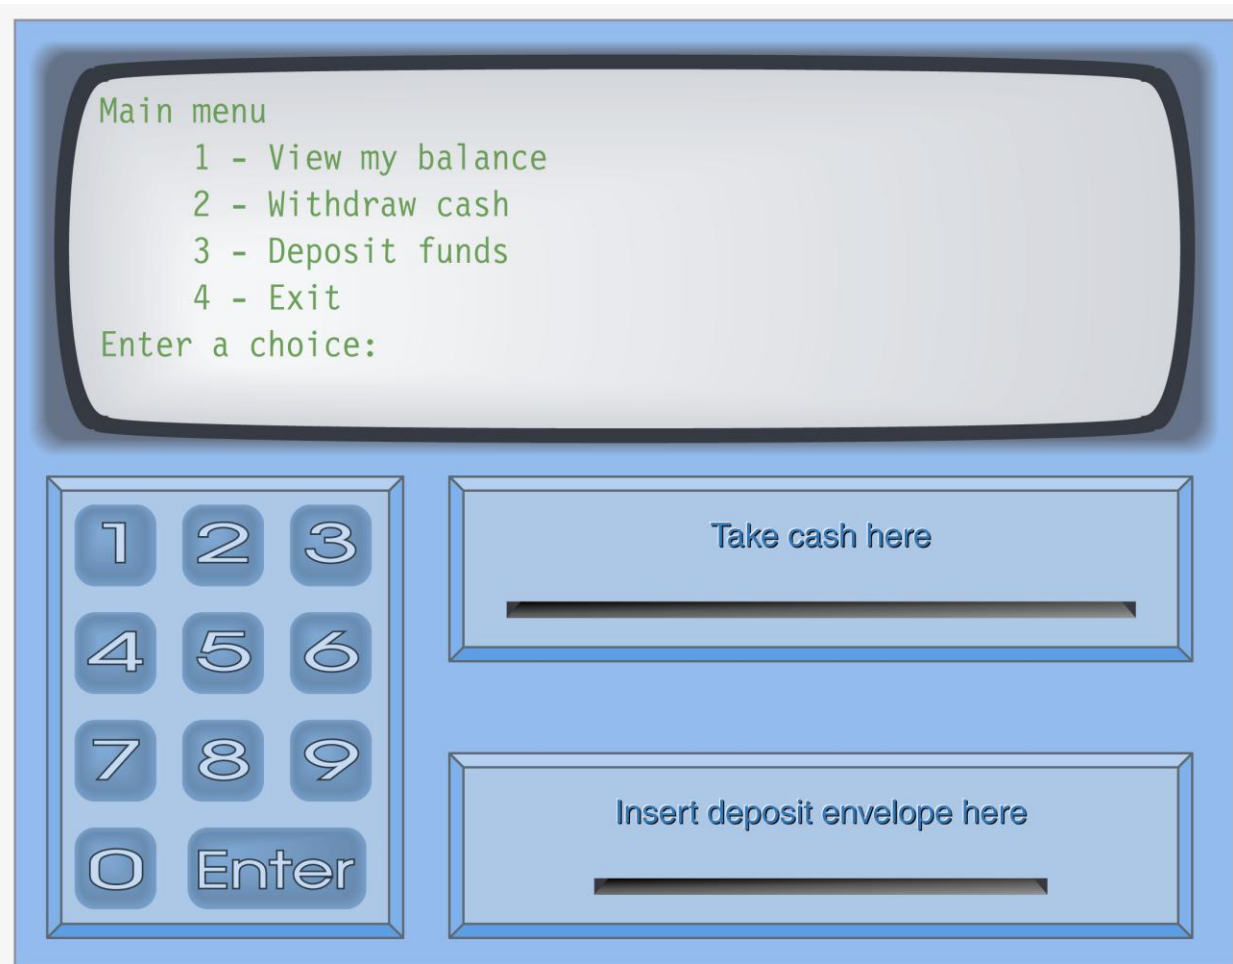 Main menu
1 - View my balance
2 - Withdraw cash
3 - Deposit funds
4 - Exit
Enter a choice:
1 2 3
4 5 6
7 8 9
0 Enter
Take cash here
Insert deposit envelope here